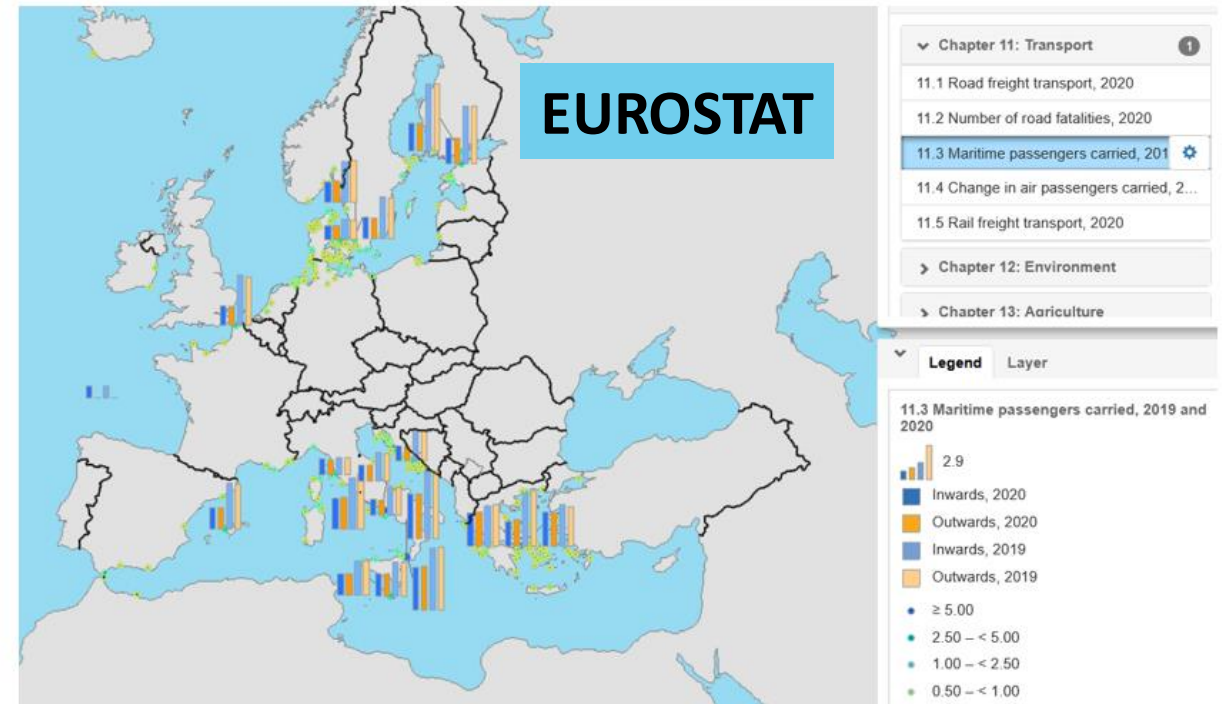 EUROSTAT
Chapter 11: Transport
1
11.1 Road freight transport, 2020
11.2 Number of road fatalities, 2020
11.3 Maritime passengers carried, 201
11.4 Change in air passengers carried, 2...
11.5 Rail freight transport, 2020
Chapter 12: Environment
Chapter 13: Agriculture
Legend
Layer
11.3 Maritime passengers carried, 2019 and
2020
2.9
Inwards, 2020
Outwards, 2020
Inwards, 2019
Outwards, 2019
≥ 5.00
2.50 – < 5.00
1.00 – < 2.50
0.50 – < 1.00